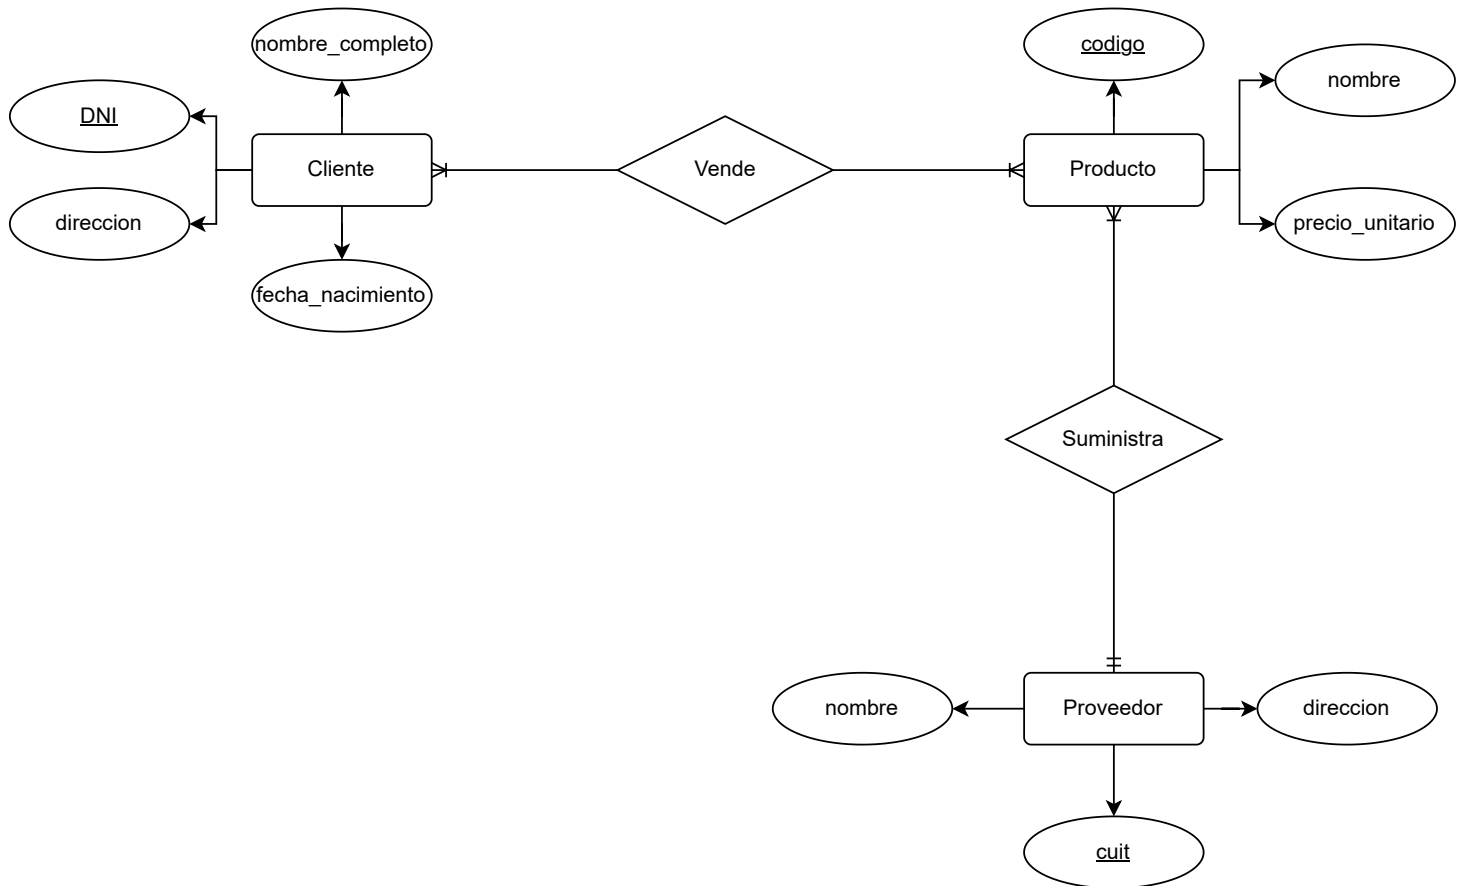 nombre_completo
codigo
nombre
DNI
Cliente
Vende
Producto
direccion
precio_unitario
fecha_nacimiento
Suministra
nombre
Proveedor
direccion
cuit